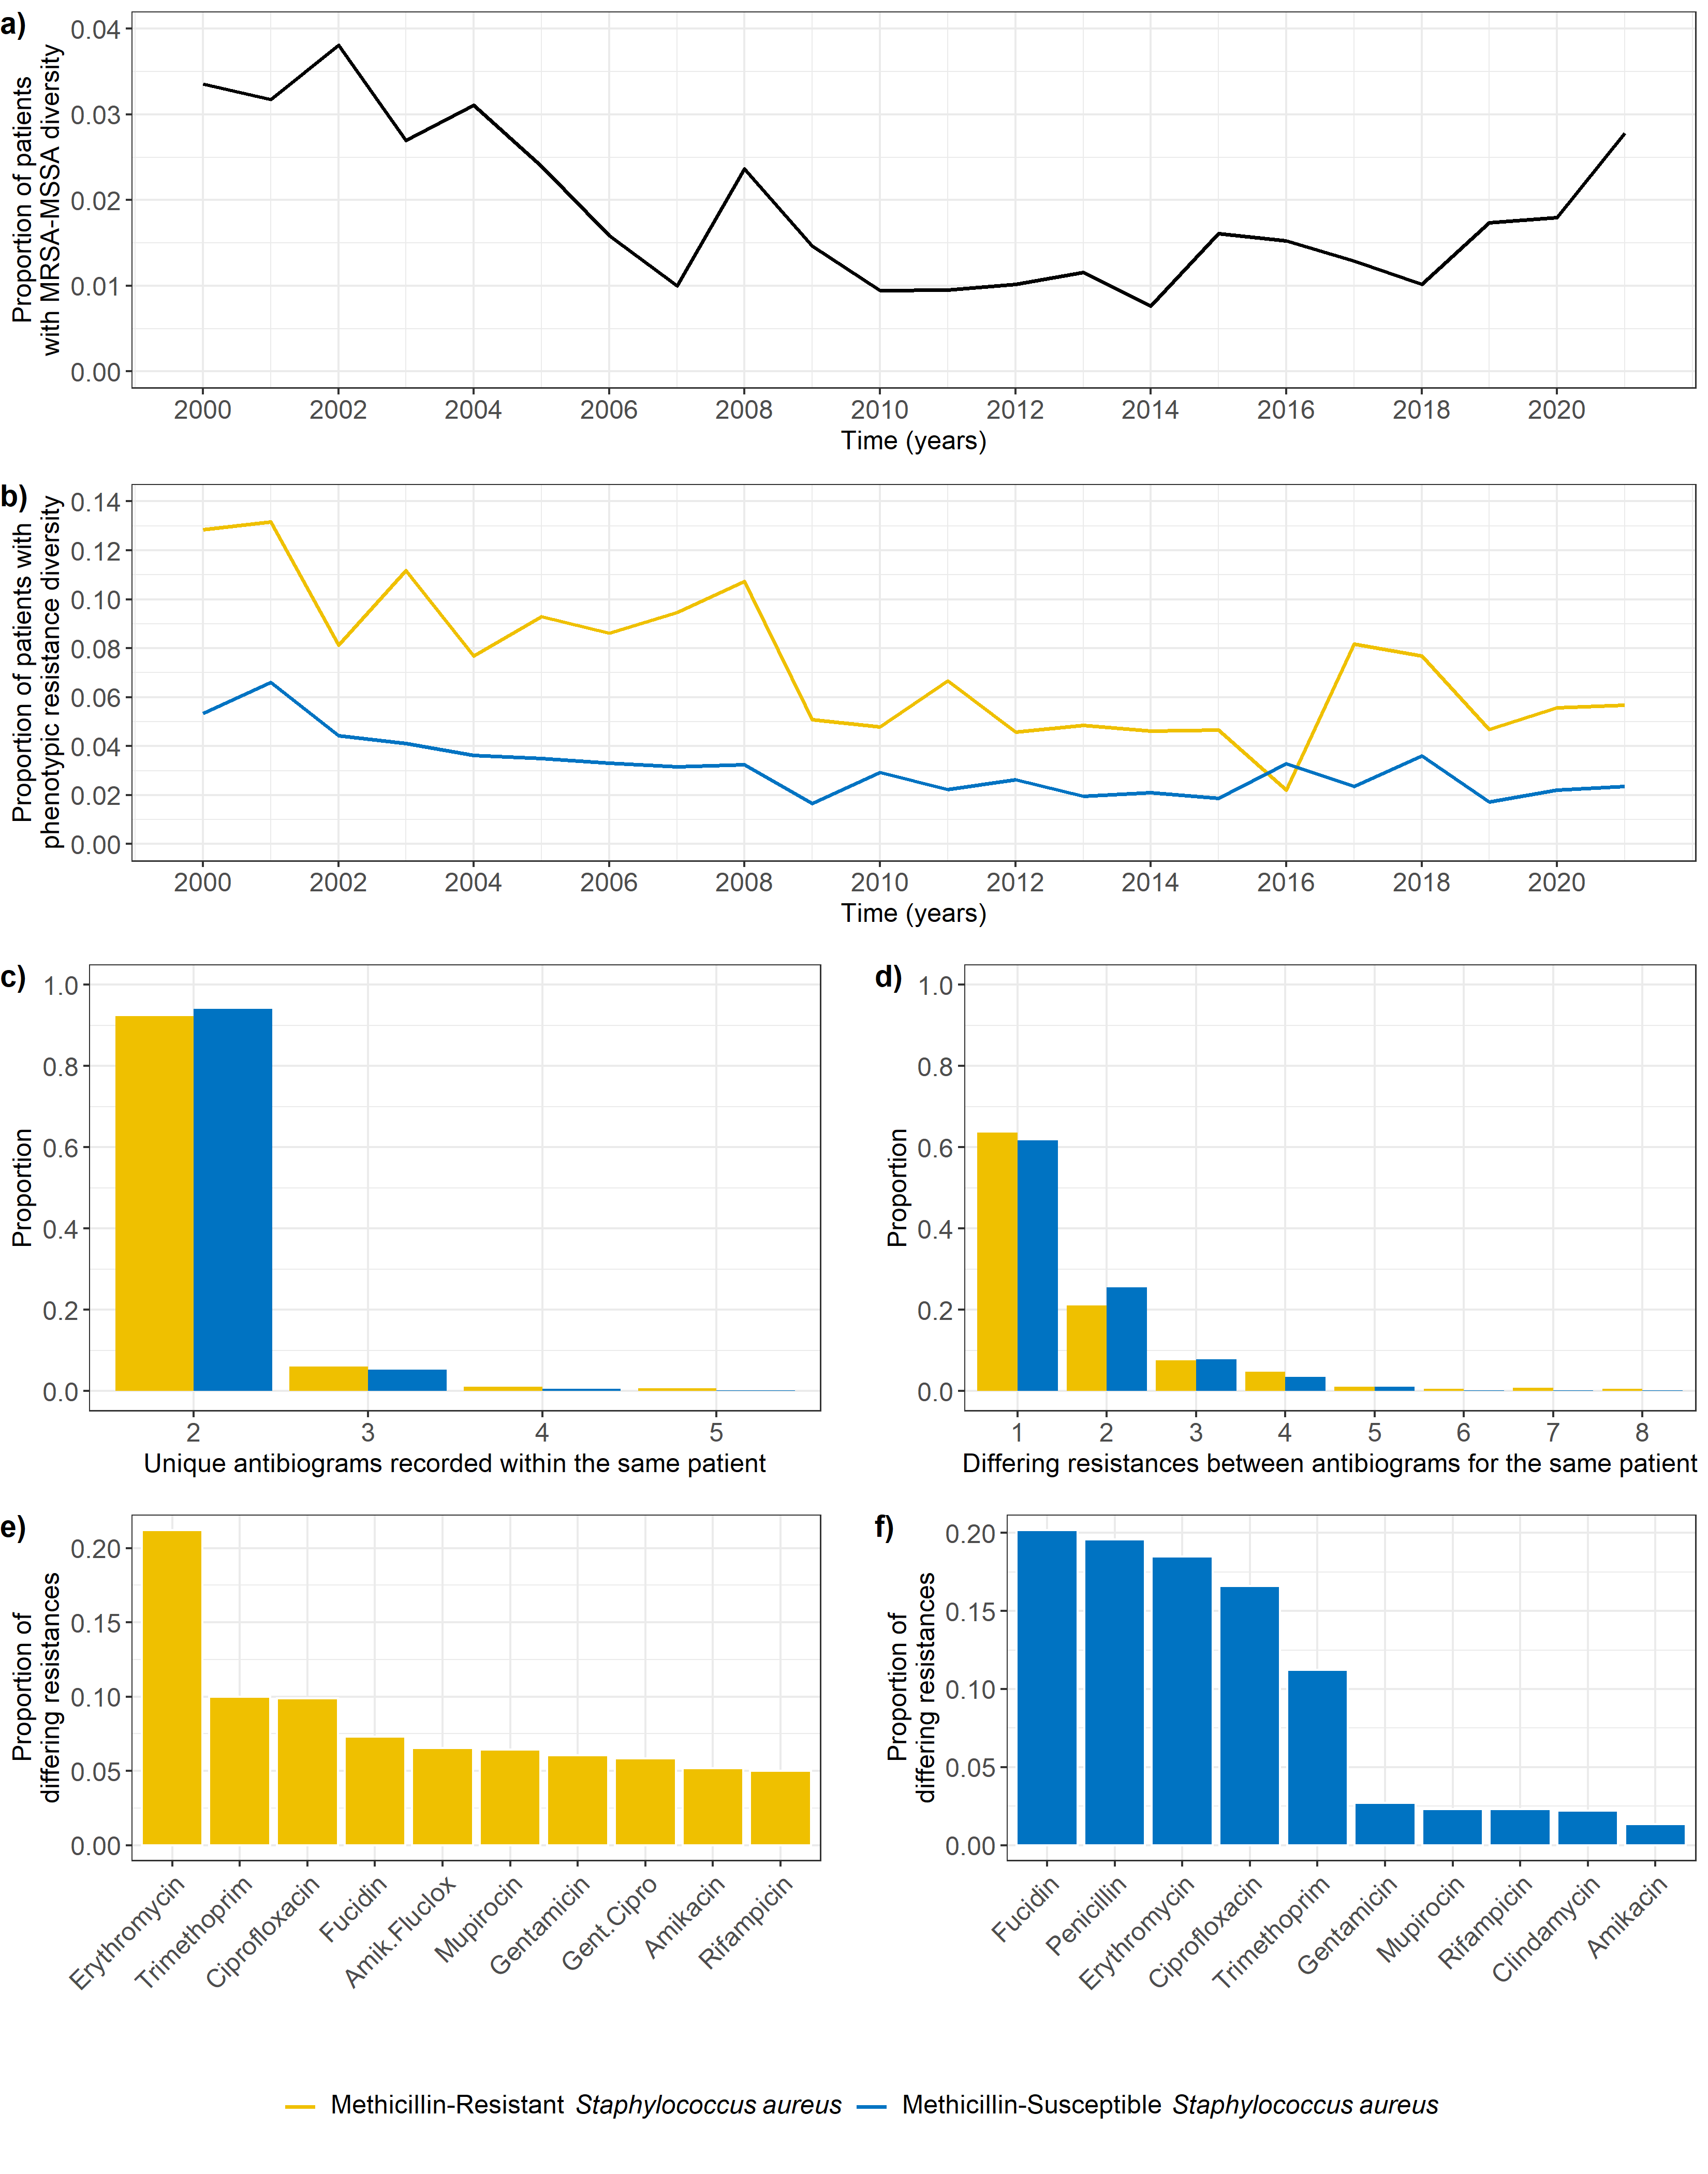 a)
Proportion of patients
with MRSA-MSSA diversity
0.04
0.03
0.02
0.01
0.00
2000 2002 2004 2006 2008 2010 2012 2014 2016 2018 2020
Time (years)
b)
Proportion of patients with
phenotypic resistance diversity
0.14
0.12
0.10
0.08
0.06
0.04
0.02
0.00
2000 2002 2004 2006 2008 2010 2012 2014 2016 2018 2020
Time (years)
c)
Proportion
1.0
0.8
0.6
0.4
0.2
0.0
2 3 4 5
Unique antibiograms recorded within the same patient
d)
Proportion
1.0
0.8
0.6
0.4
0.2
0.0
1 2 3 4 5 6 7 8
Differing resistances between antibiograms for the same patient
e)
Proportion of
differing resistances
0.20
0.15
0.10
0.05
0.00
Erythromycin
Trimethoprim
Ciprofloxacin
Fucidin
Amik.Fluclox
Mupirocin
Gentamicin
Gent.Cipro
Amikacin
Rifampicin
f)
Proportion of
differing resistances
0.20
0.15
0.10
0.05
0.00
Fucidin
Penicillin
Erythromycin
Ciprofloxacin
Trimethoprim
Gentamicin
Mupirocin
Rifampicin
Clindamycin
Amikacin
Methicillin-Resistant Staphylococcus aureus Methicillin-Susceptible Staphylococcus aureus